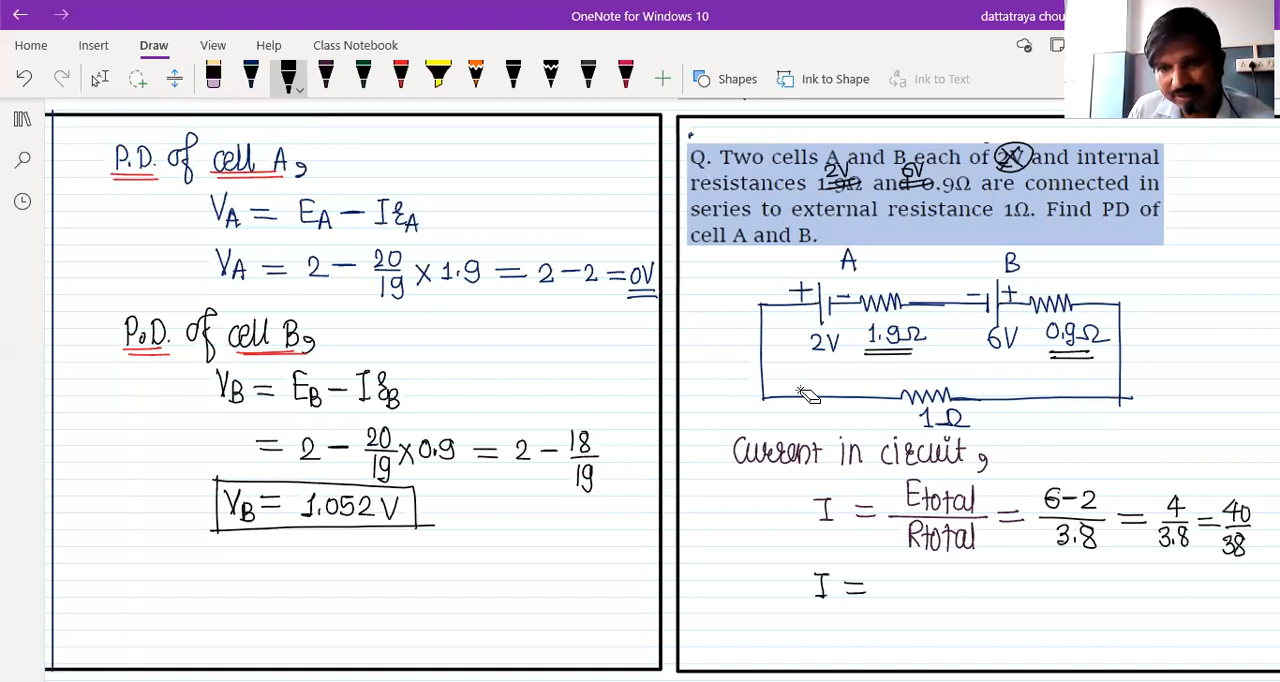 OneNote for Windows 10
dattatraya chou
Home Insert Draw View Help Class Notebook
Shapes Ink to Shape Ink to Text
P.D. of cell A,
VA = EA - IrA
VA = 2 - 20/19 × 1.9 = 2 - 2 = 0V
P.D. of cell B,
VB = EB - IrB
= 2 - 20/19 × 0.9 = 2 - 18/19
VB = 1.052 V
Q. Two cells A and B each of 2V and internal
2V 6V
resistances 1.9Ω and 0.9Ω are connected in
series to external resistance 1Ω. Find PD of
cell A and B.
A B
+ - - +
2V 1.9Ω 6V 0.9Ω
1Ω
Current in circuit,
I = Etotal/Rtotal = 6-2/3.8 = 4/3.8 = 40/38
I =